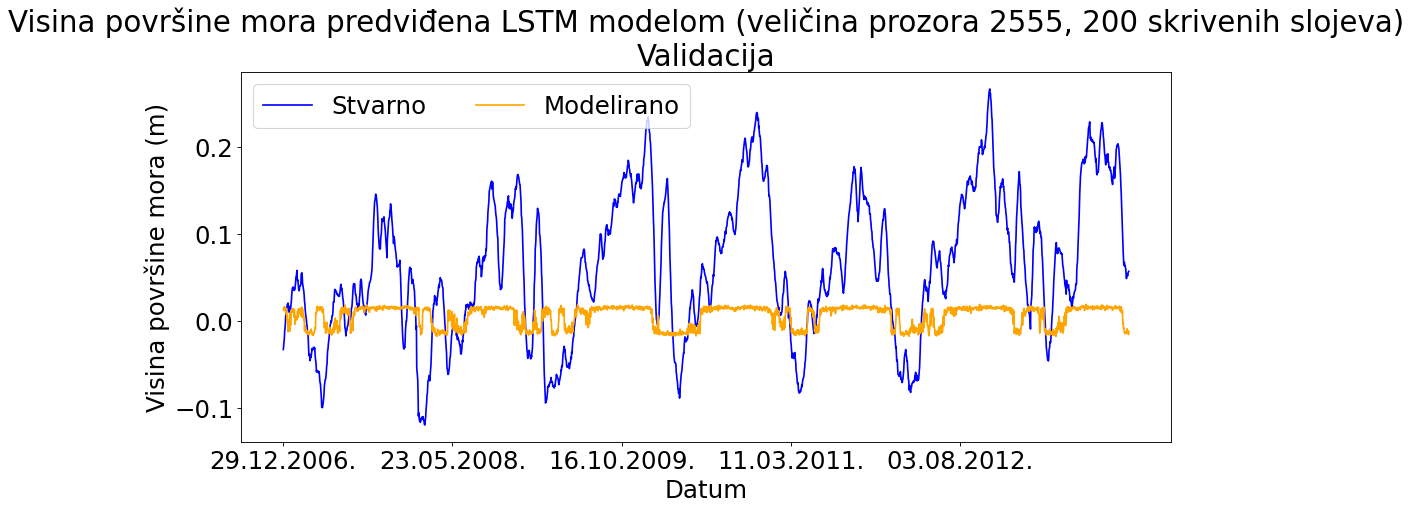 Visina površine mora predviđena LSTM modelom (veličina prozora 2555, 200 skrivenih slojeva)
Validacija
Stvarno Modelirano
Visina površine mora (m)
0.2
0.1
0.0
−0.1
29.12.2006. 23.05.2008. 16.10.2009. 11.03.2011. 03.08.2012.
Datum